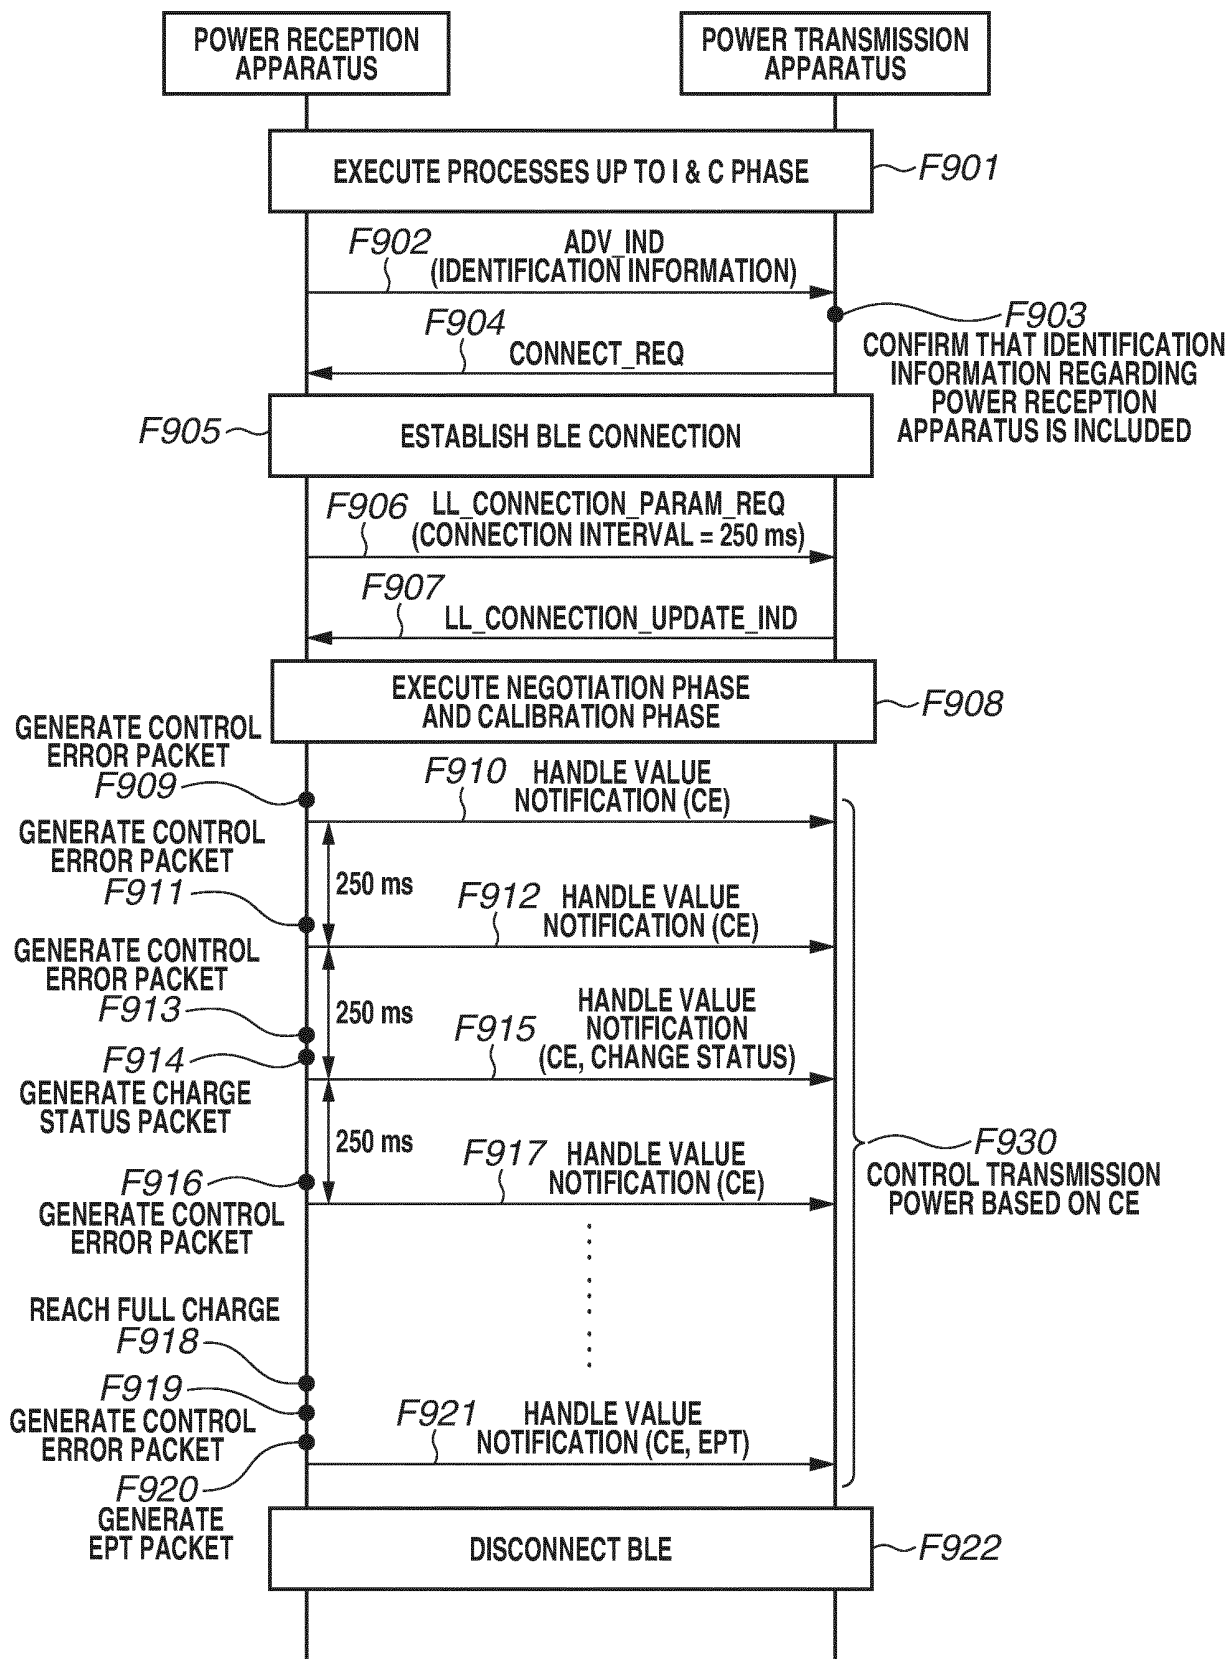 POWER RECEPTION
APPARATUS
POWER TRANSMISSION
APPARATUS
EXECUTE PROCESSES UP TO I & C PHASE
F901
F902
ADV_IND
(IDENTIFICATION INFORMATION)
F903
CONFIRM THAT IDENTIFICATION
INFORMATION REGARDING
POWER RECEPTION
APPARATUS IS INCLUDED
F904
CONNECT_REQ
F905
ESTABLISH BLE CONNECTION
F906
LL_CONNECTION_PARAM_REQ
(CONNECTION INTERVAL = 250 ms)
F907
LL_CONNECTION_UPDATE_IND
EXECUTE NEGOTIATION PHASE
AND CALIBRATION PHASE
F908
GENERATE CONTROL
ERROR PACKET
F909
F910
HANDLE VALUE
NOTIFICATION (CE)
GENERATE CONTROL
ERROR PACKET
F911
250 ms
F912
HANDLE VALUE
NOTIFICATION (CE)
GENERATE CONTROL
ERROR PACKET
F913
250 ms
F914
GENERATE CHARGE
STATUS PACKET
F915
HANDLE VALUE
NOTIFICATION
(CE, CHANGE STATUS)
250 ms
F916
GENERATE CONTROL
ERROR PACKET
F917
HANDLE VALUE
NOTIFICATION (CE)
F930
CONTROL TRANSMISSION
POWER BASED ON CE
REACH FULL CHARGE
F918
F919
GENERATE CONTROL
ERROR PACKET
F920
GENERATE
EPT PACKET
F921
HANDLE VALUE
NOTIFICATION (CE, EPT)
DISCONNECT BLE
F922